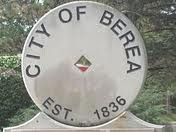 CITY OF BEREA
EST. 1836